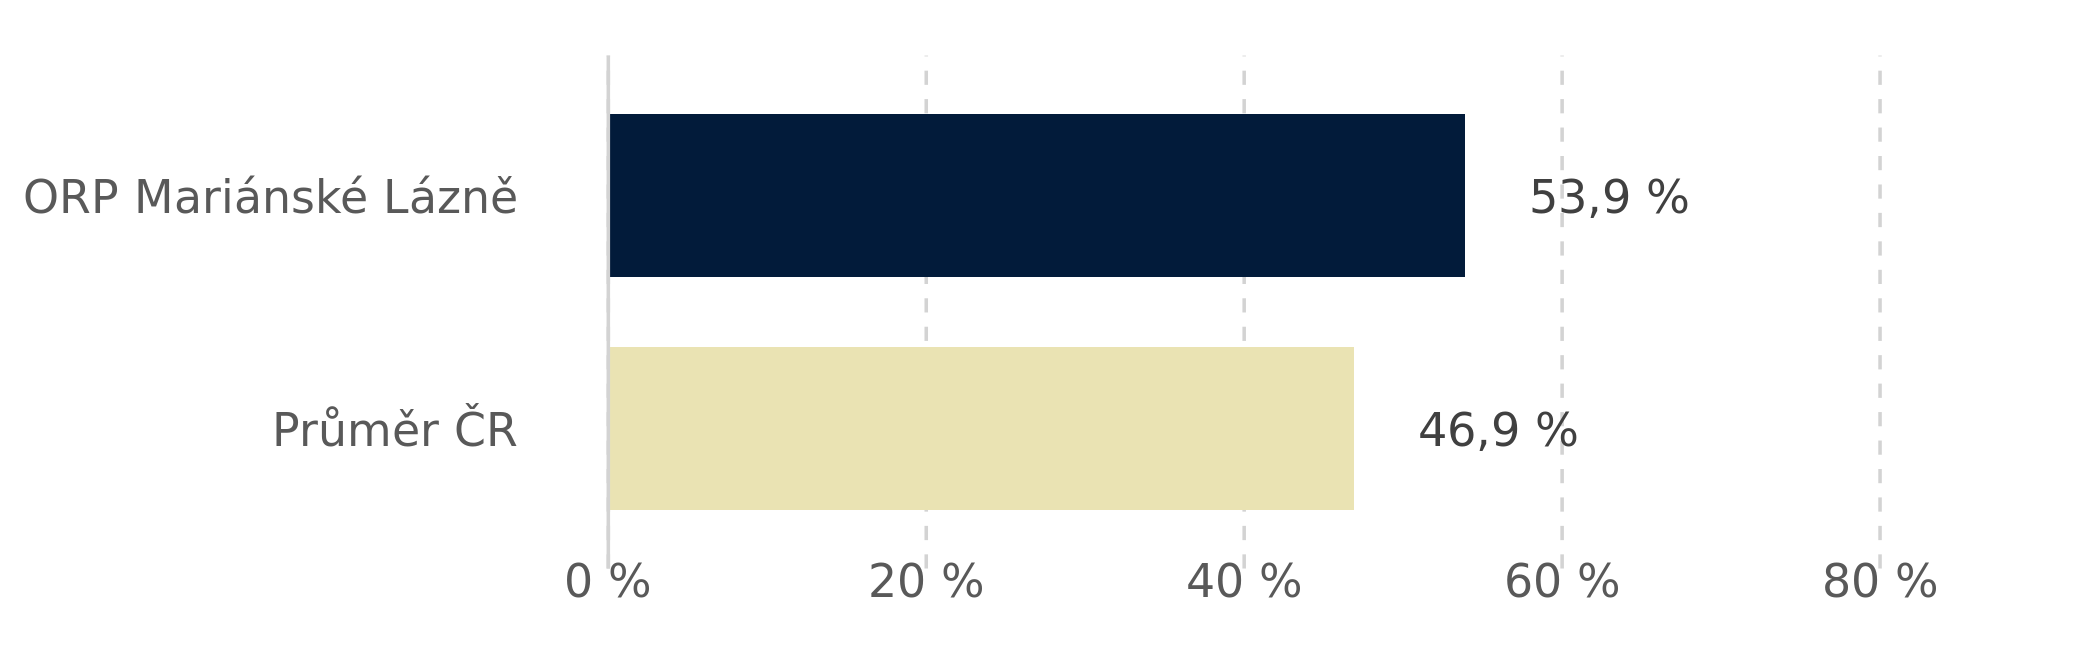 ORP Mariánské Lázně
53,9 %
Průměr ČR
46,9 %
0 % 20 % 40 % 60 % 80 %